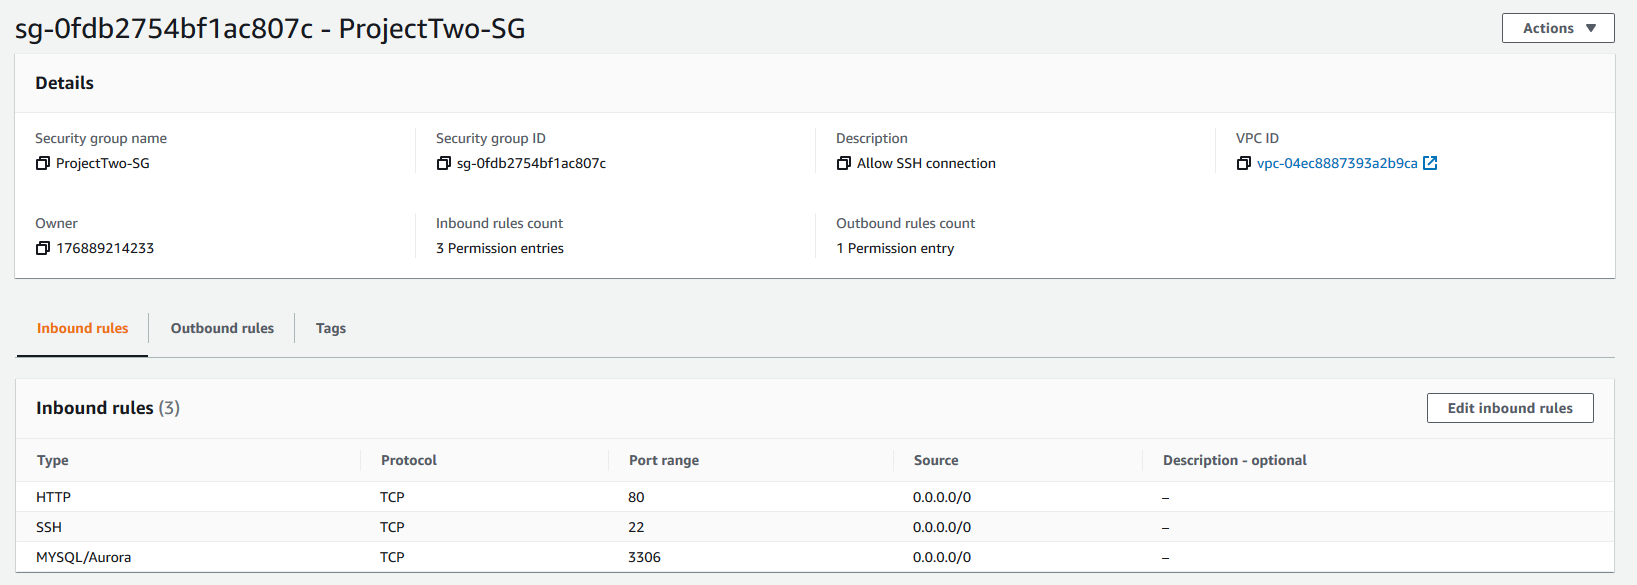 sg-0fdb2754bf1ac807c - ProjectTwo-SG
Actions
Details
Security group name
ProjectTwo-SG
Security group ID
sg-0fdb2754bf1ac807c
Description
Allow SSH connection
VPC ID
vpc-04ec8887393a2b9ca
Owner
176889214233
Inbound rules count
3 Permission entries
Outbound rules count
1 Permission entry
Inbound rules
Outbound rules
Tags
Inbound rules (3)
Edit inbound rules
Type Protocol Port range Source Description - optional
HTTP TCP 80 0.0.0.0/0 –
SSH TCP 22 0.0.0.0/0 –
MYSQL/Aurora TCP 3306 0.0.0.0/0 –